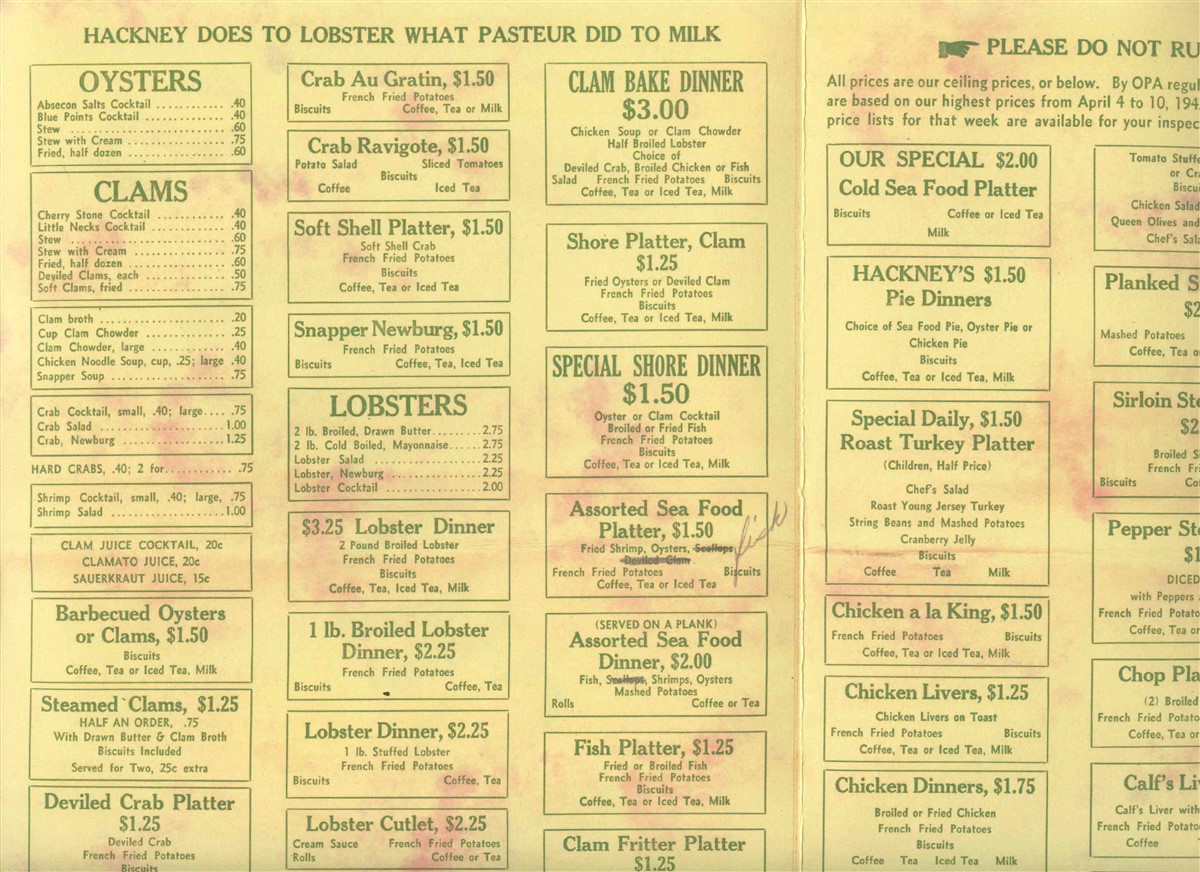 HACKNEY DOES TO LOBSTER WHAT PASTEUR DID TO MILK
OYSTERS
Absecon Salts Cocktail ............ .40
Blue Points Cocktail .............. .40
Stew .............................. .60
Stew with Cream ................... .75
Fried, half dozen ................. .60
CLAMS
Cherry Stone Cocktail ............. .40
Little Necks Cocktail ............. .40
Stew .............................. .60
Stew with Cream ................... .75
Fried, half dozen ................. .60
Deviled Clams, each ............... .50
Soft Clams, fried ................. .75
Clam broth ........................ .20
Cup Clam Chowder .................. .25
Clam Chowder, large ............... .40
Chicken Noodle Soup, cup, .25; large .40
Snapper Soup ...................... .75
Crab Cocktail, small, .40; large.... .75
Crab Salad ........................ 1.00
Crab, Newburg ..................... 1.25
HARD CRABS, .40; 2 for........... .75
Shrimp Cocktail, small, .40; large, .75
Shrimp Salad ...................... 1.00
CLAM JUICE COCKTAIL, 20c
CLAMATO JUICE, 20c
SAUERKRAUT JUICE, 15c
Barbecued Oysters
or Clams, $1.50
Biscuits
Coffee, Tea or Iced Tea, Milk
Steamed Clams, $1.25
HALF AN ORDER, .75
With Drawn Butter & Clam Broth
Biscuits Included
Served for Two, 25c extra
Deviled Crab Platter
$1.25
Deviled Crab
French Fried Potatoes
Biscuits
Crab Au Gratin, $1.50
French Fried Potatoes
Biscuits Coffee, Tea or Milk
Crab Ravigote, $1.50
Potato Salad Sliced Tomatoes
Biscuits
Coffee Iced Tea
Soft Shell Platter, $1.50
Soft Shell Crab
French Fried Potatoes
Biscuits
Coffee, Tea or Iced Tea
Snapper Newburg, $1.50
French Fried Potatoes
Biscuits Coffee, Tea, Iced Tea
LOBSTERS
2 lb. Broiled, Drawn Butter........2.75
2 lb. Cold Boiled, Mayonnaise.....2.75
Lobster Salad .....................2.25
Lobster, Newburg ..................2.25
Lobster Cocktail ..................2.00
$3.25 Lobster Dinner
2 Pound Broiled Lobster
French Fried Potatoes
Biscuits
Coffee, Tea, Iced Tea, Milk
1 lb. Broiled Lobster
Dinner, $2.25
French Fried Potatoes
Biscuits Coffee, Tea
Lobster Dinner, $2.25
1 lb. Stuffed Lobster
French Fried Potatoes
Biscuits Coffee, Tea
Lobster Cutlet, $2.25
Cream Sauce French Fried Potatoes
Rolls Coffee or Tea
CLAM BAKE DINNER
$3.00
Chicken Soup or Clam Chowder
Half Broiled Lobster
Choice of
Deviled Crab, Broiled Chicken or Fish
Salad French Fried Potatoes Biscuits
Coffee, Tea or Iced Tea, Milk
Shore Platter, Clam
$1.25
Fried Oysters or Deviled Clam
French Fried Potatoes
Biscuits
Coffee, Tea or Iced Tea, Milk
SPECIAL SHORE DINNER
$1.50
Oyster or Clam Cocktail
Broiled or Fried Fish
French Fried Potatoes
Biscuits
Coffee, Tea or Iced Tea, Milk
Assorted Sea Food
Platter, $1.50
Fried Shrimp, Oysters, Scallops fish
Deviled Clam
French Fried Potatoes Biscuits
Coffee, Tea or Iced Tea
(SERVED ON A PLANK)
Assorted Sea Food
Dinner, $2.00
Fish, Scallops, Shrimps, Oysters
Mashed Potatoes
Rolls Coffee or Tea
Fish Platter, $1.25
Fried or Broiled Fish
French Fried Potatoes
Biscuits
Coffee, Tea or Iced Tea, Milk
Clam Fritter Platter
$1.25
PLEASE DO NOT RU
All prices are our ceiling prices, or below. By OPA regul
are based on our highest prices from April 4 to 10, 194
price lists for that week are available for your inspec
OUR SPECIAL $2.00
Cold Sea Food Platter
Biscuits Coffee or Iced Tea
Milk
HACKNEY'S $1.50
Pie Dinners
Choice of Sea Food Pie, Oyster Pie or
Chicken Pie
Biscuits
Coffee, Tea or Iced Tea, Milk
Special Daily, $1.50
Roast Turkey Platter
(Children, Half Price)
Chef's Salad
Roast Young Jersey Turkey
String Beans and Mashed Potatoes
Cranberry Jelly
Biscuits
Coffee Tea Milk
Chicken a la King, $1.50
French Fried Potatoes Biscuits
Coffee, Tea or Iced Tea, Milk
Chicken Livers, $1.25
Chicken Livers on Toast
French Fried Potatoes Biscuits
Coffee, Tea or Iced Tea, Milk
Chicken Dinners, $1.75
Broiled or Fried Chicken
French Fried Potatoes
Biscuits
Coffee Tea Iced Tea Milk
Tomato Stuffe
or Cra
Biscui
Chicken Salad
Queen Olives and
Chef's Sala
Planked S
$2
Mashed Potatoes
Coffee, Tea o
Sirloin Ste
$2
Broiled Si
French Fri
Biscuits Co
Pepper Ste
$1
DICED
with Peppers
French Fried Potato
Coffee, Tea or
Chop Pla
(2) Broiled
French Fried Potato
Coffee, Tea or
Calf's Li
Calf's Liver with
French Fried Potato
Coffee